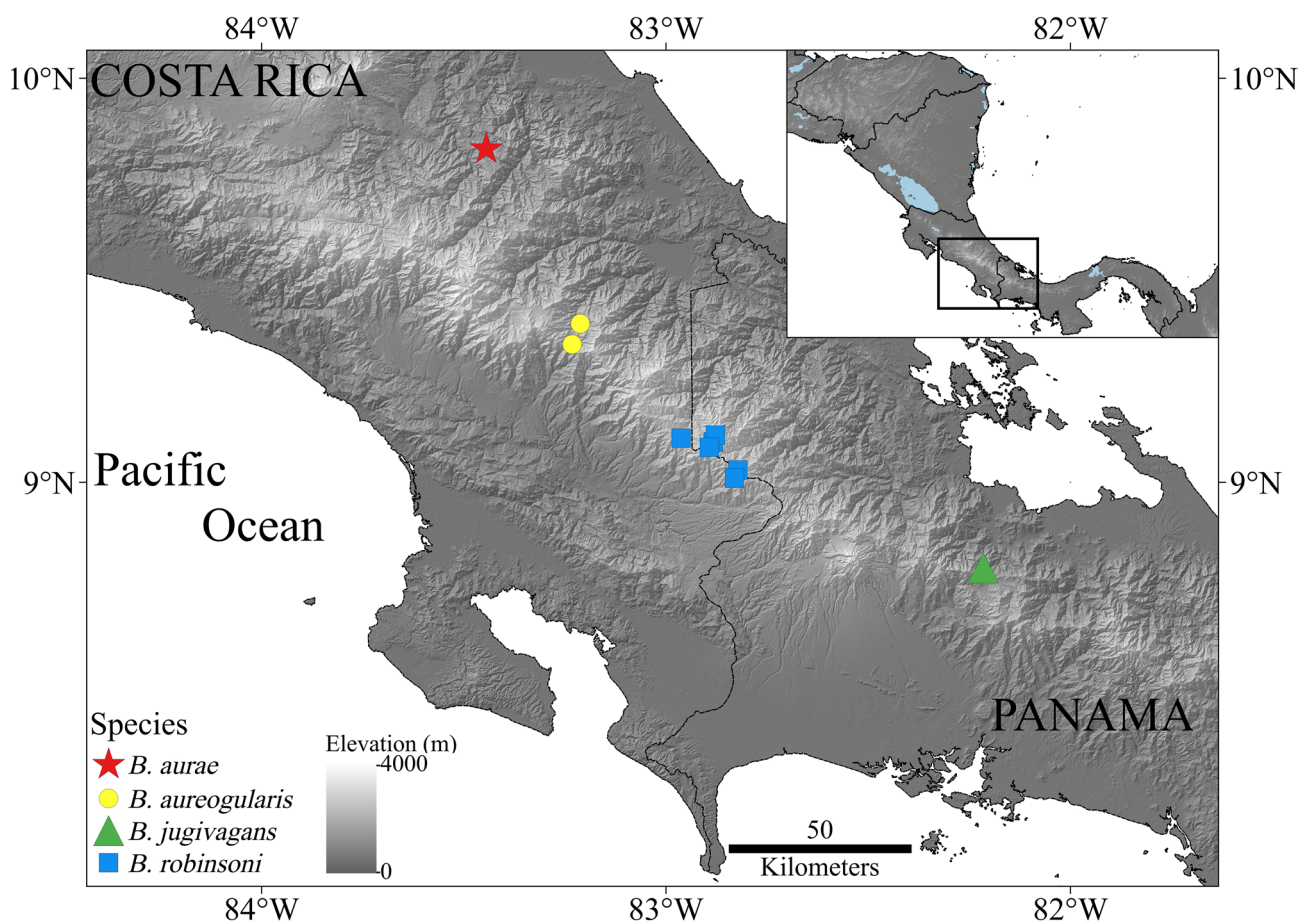 84°W 83°W 82°W
10°N 10°N
COSTA RICA
Pacific
Ocean
9°N 9°N
PANAMA
Species
B. aurae
B. aureogularis
B. jugivagans
B. robinsoni
Elevation (m)
4000
0
50
Kilometers
84°W 83°W 82°W